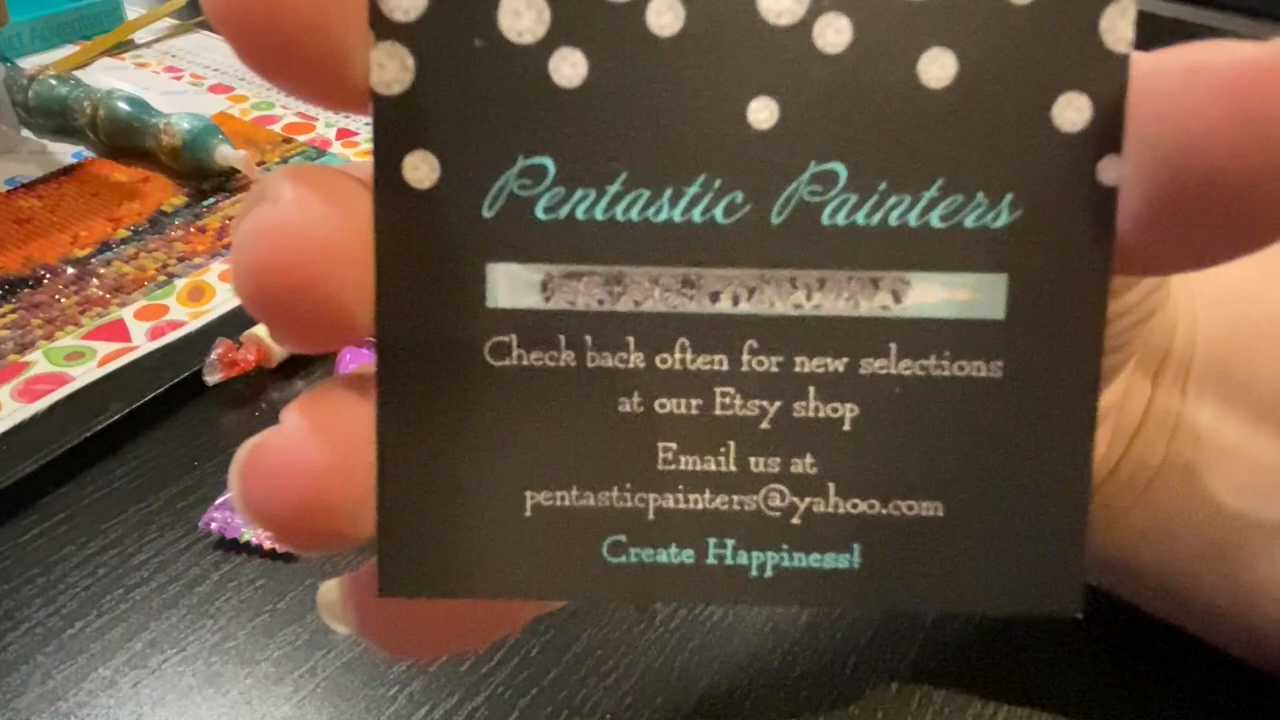 Pentastic Painters
Check back often for new selections
at our Etsy shop
Email us at
pentasticpainters@yahoo.com
Create Happiness!